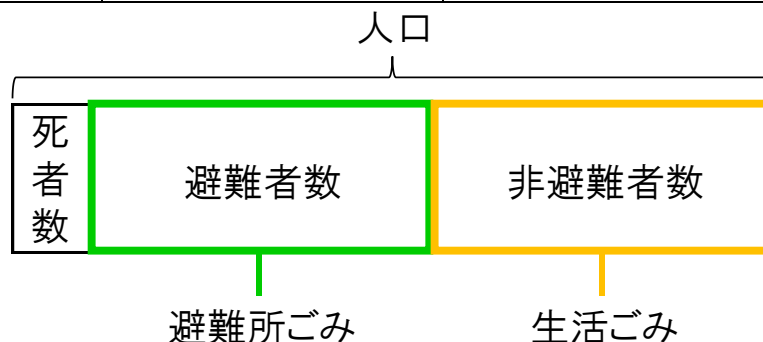 人口
死者数
避難者数
非避難者数
避難所ごみ
生活ごみ